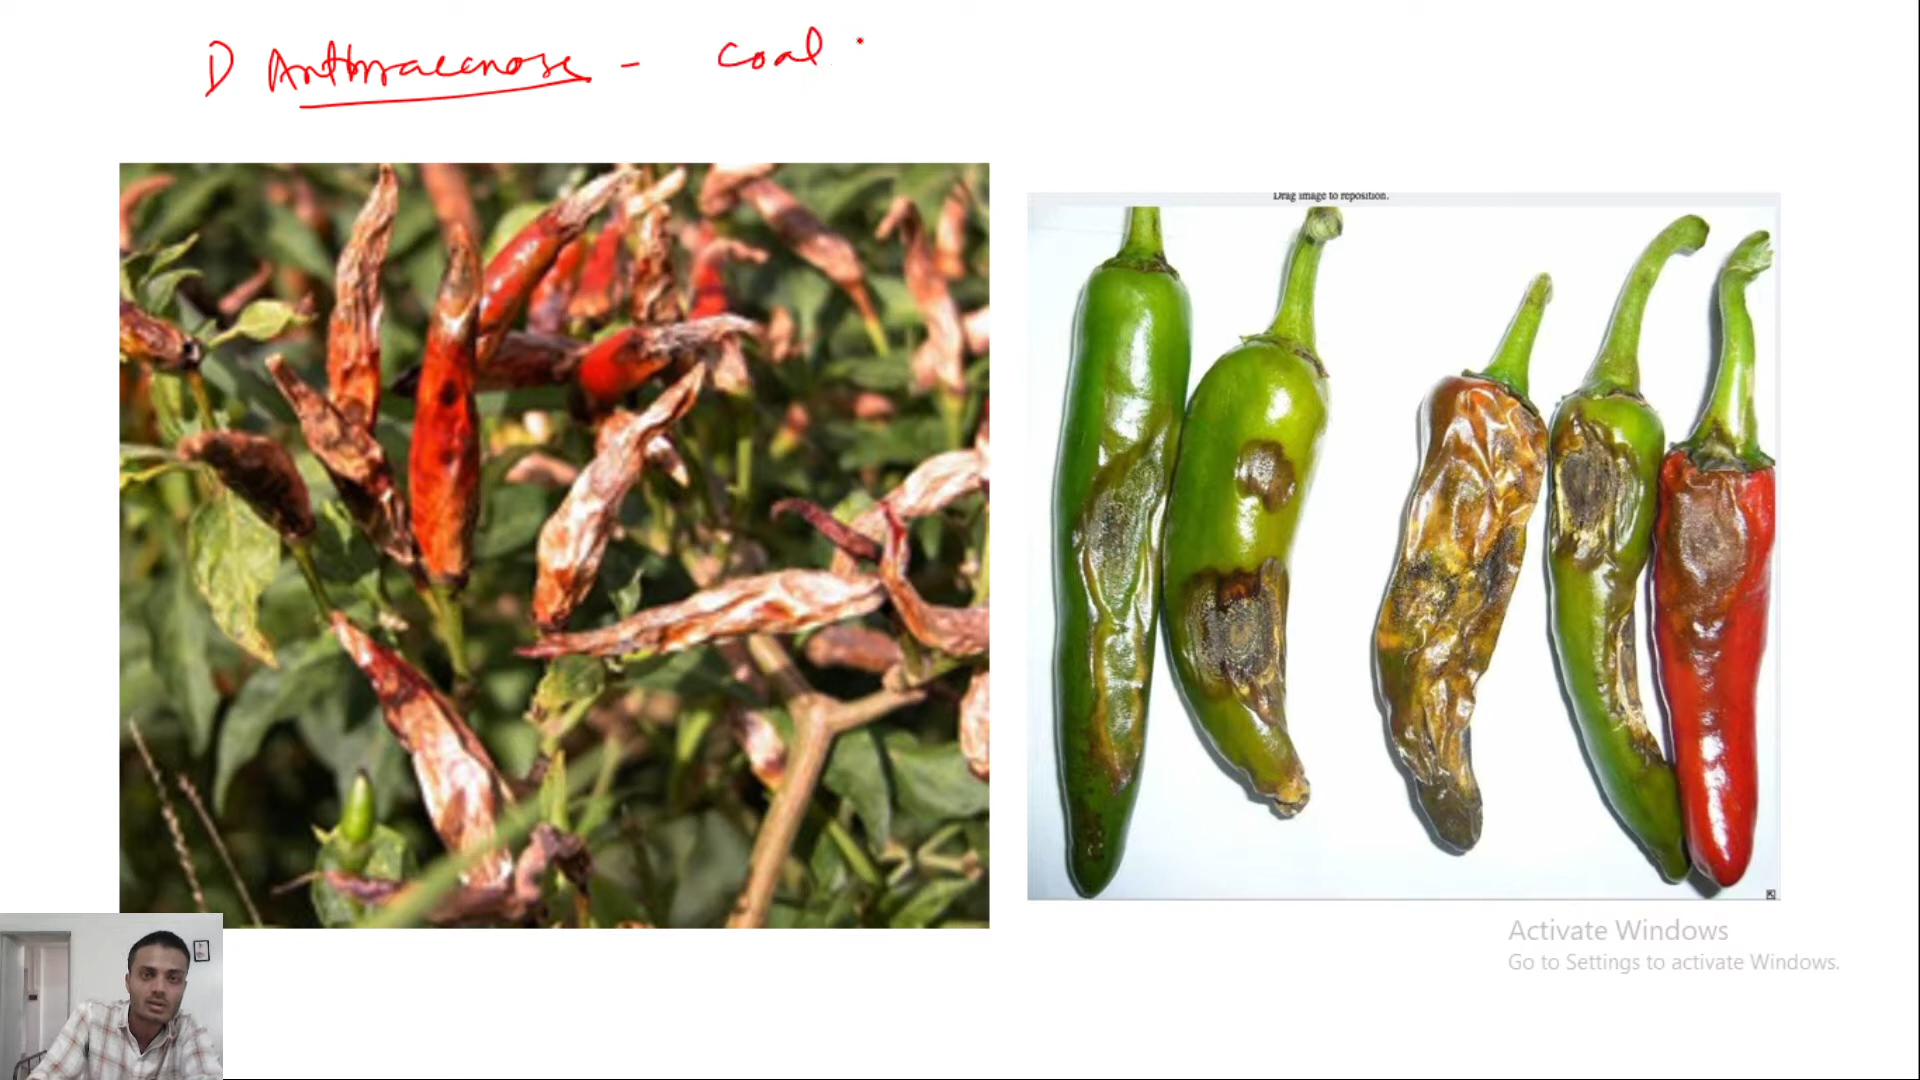 D Anthracnose - coal
Drag image to reposition.
Activate Windows
Go to Settings to activate Windows.